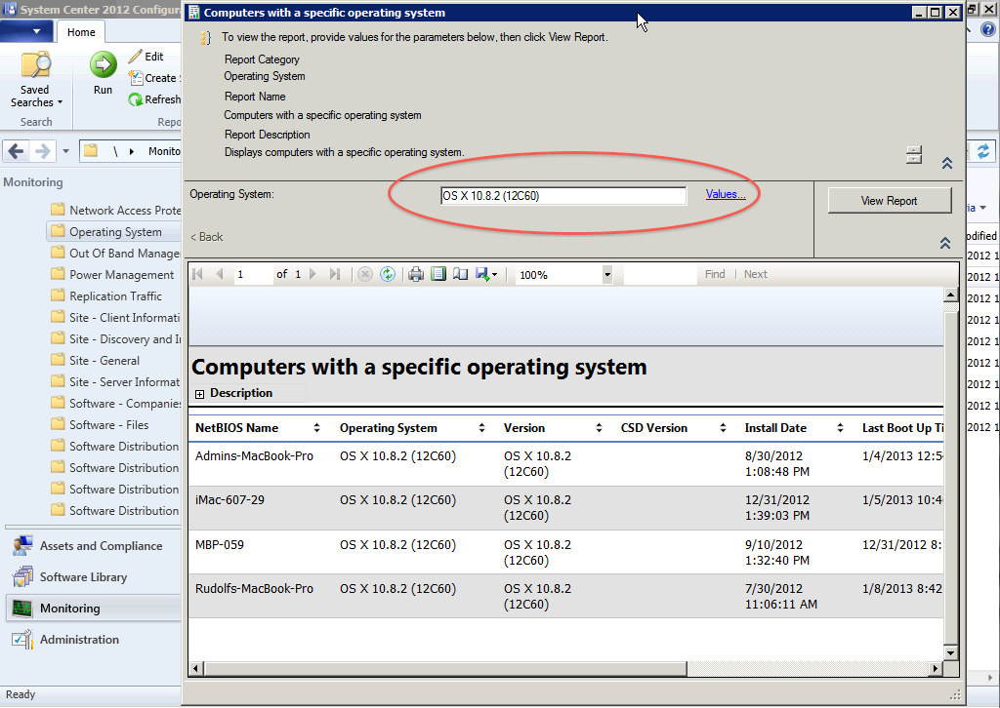 System Center 2012 Configura
Computers with a specific operating system
Home
Saved
Searches
Search
Run
Edit
Create
Refresh
Repo
To view the report, provide values for the parameters below, then click View Report.
Report Category
Operating System
Report Name
Computers with a specific operating system
Report Description
Displays computers with a specific operating system.
\ Monito
Operating System:
OS X 10.8.2 (12C60)
Values...
View Report
< Back
Monitoring
Network Access Prote
Operating System
Out Of Band Manage
Power Management
Replication Traffic
Site - Client Informati
Site - Discovery and I
Site - General
Site - Server Informat
Software - Companies
Software - Files
Software Distribution
Software Distribution
Software Distribution
Software Distribution
Assets and Compliance
Software Library
Monitoring
Administration
Ready
1 of 1 100% Find | Next
Computers with a specific operating system
Description
NetBIOS Name Operating System Version CSD Version Install Date Last Boot Up Ti
Admins-MacBook-Pro OS X 10.8.2 (12C60) OS X 10.8.2 8/30/2012 1/4/2013 12:5
(12C60) 1:08:48 PM
iMac-607-29 OS X 10.8.2 (12C60) OS X 10.8.2 12/31/2012 1/5/2013 10:4
(12C60) 1:39:03 PM
MBP-059 OS X 10.8.2 (12C60) OS X 10.8.2 9/10/2012 12/31/2012 8:
(12C60) 1:32:40 PM
Rudolfs-MacBook-Pro OS X 10.8.2 (12C60) OS X 10.8.2 7/30/2012 1/8/2013 8:42
(12C60) 11:06:11 AM
ia
odified
2012 1
2012 1
2012 1
2012 1
2012 1
2012 1
2012 1
2012 1
2012 1